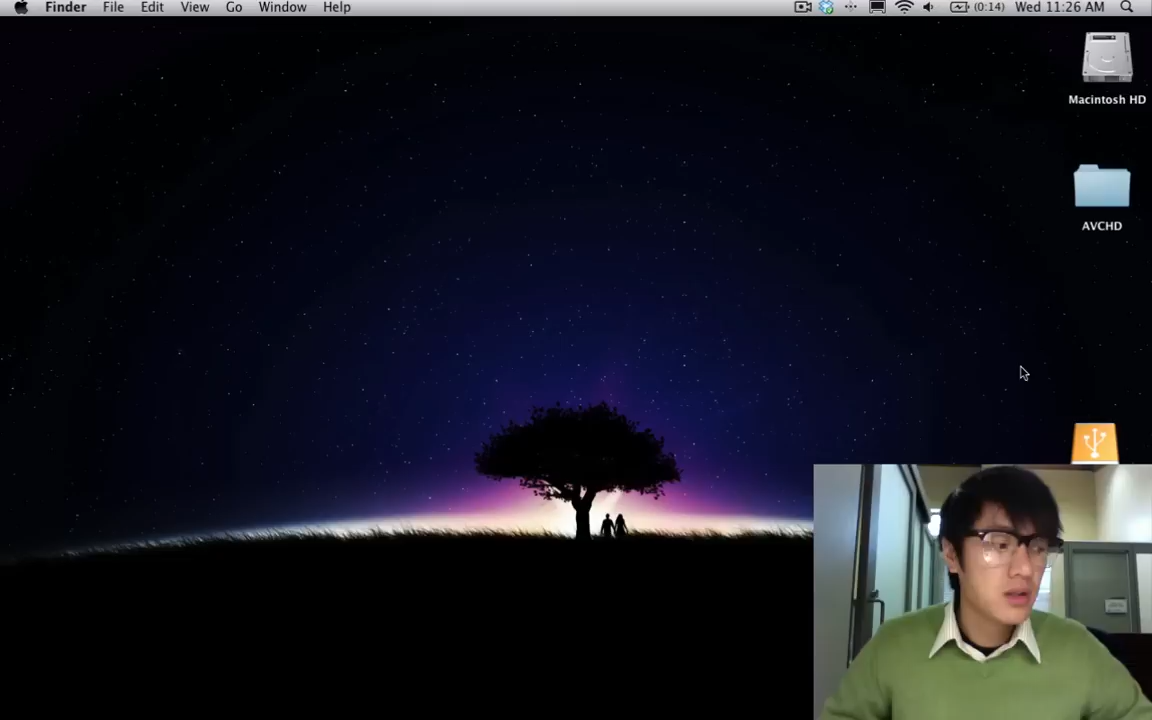 Finder File Edit View Go Window Help (0:14) Wed 11:26 AM
Macintosh HD
AVCHD